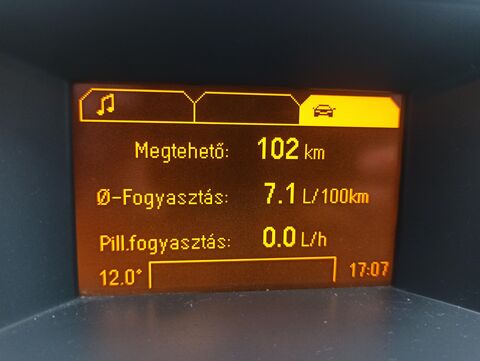 Megtehető: 102 km
Ø-Fogyasztás: 7.1 L/100km
Pill.fogyasztás: 0.0 L/h
12.0° 17:07